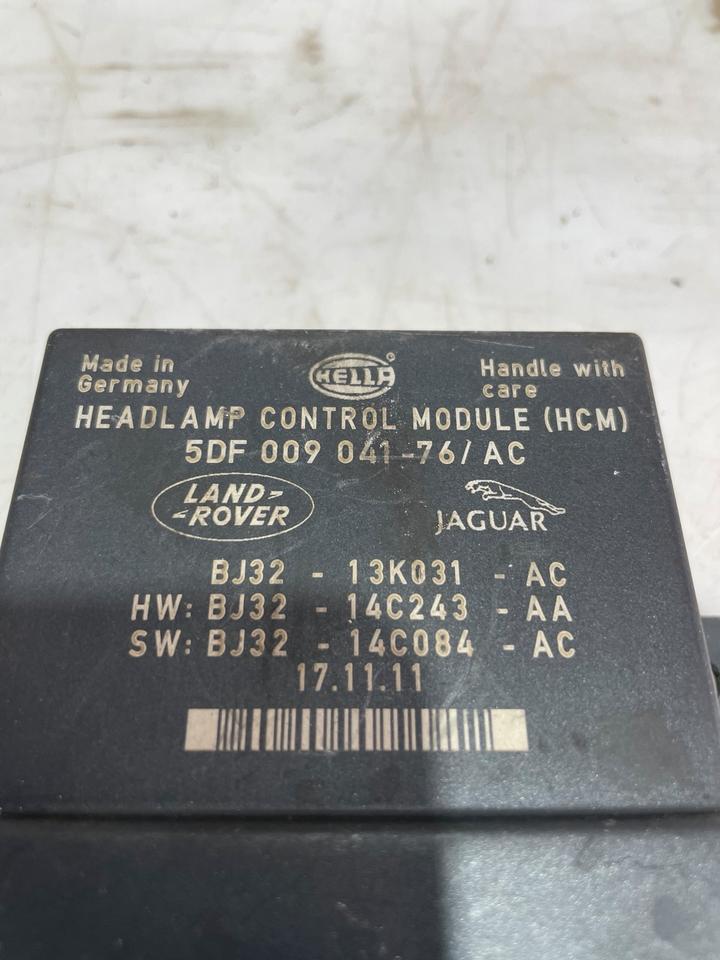 Made in
Germany
HELLA
®
Handle with
care
HEADLAMP CONTROL MODULE (HCM)
5DF 009 041-76/AC
LAND-
-ROVER
JAGUAR
BJ32 - 13K031 - AC
HW: BJ32 - 14C243 - AA
SW: BJ32 - 14C084 - AC
17.11.11